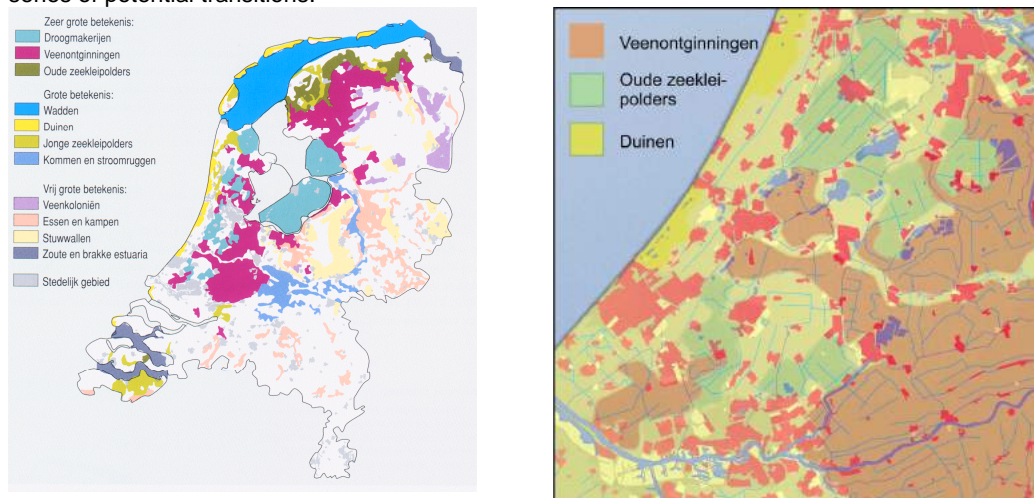 Zeer grote betekenis:
Droogmakerijen
Veenontginningen
Oude zeekleipolders
Grote betekenis:
Wadden
Duinen
Jonge zeekleipolders
Kommen en stroomruggen
Vrij grote betekenis:
Veenkoloniën
Essen en kampen
Stuwwallen
Zoute en brakke estuaria
Stedelijk gebied
Veenontginningen
Oude zeeklei-
polders
Duinen